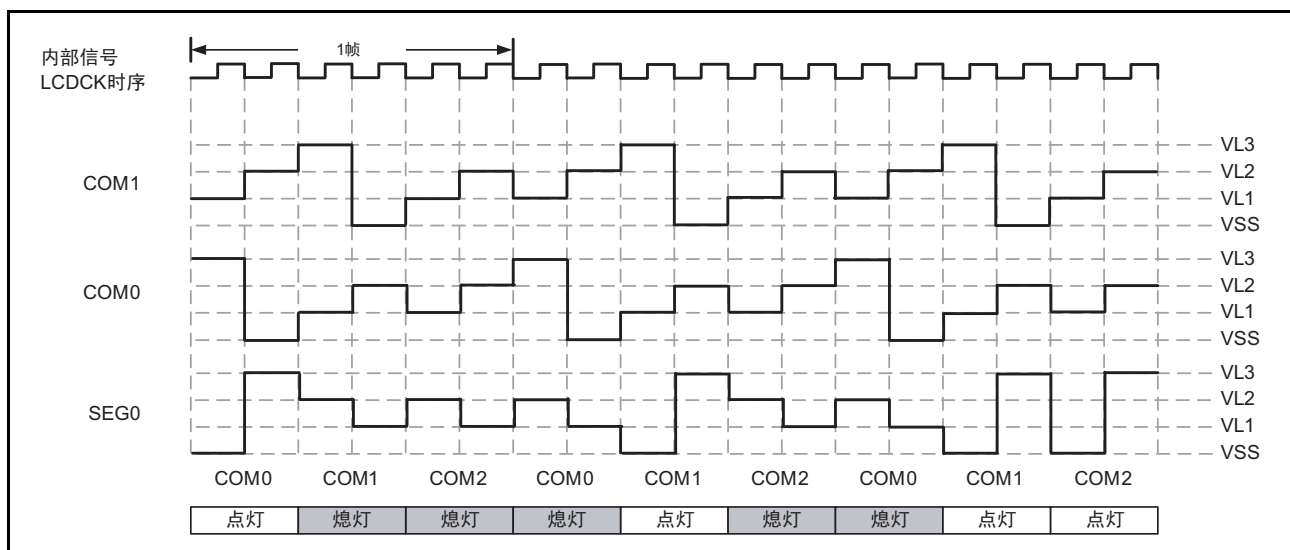 内部信号
LCDCK时序
1帧
COM1
VL3
VL2
VL1
VSS
COM0
VL3
VL2
VL1
VSS
SEG0
VL3
VL2
VL1
VSS
COM0 COM1 COM2 COM0 COM1 COM2 COM0 COM1 COM2
点灯 熄灯 熄灯 熄灯 点灯 熄灯 熄灯 点灯 点灯